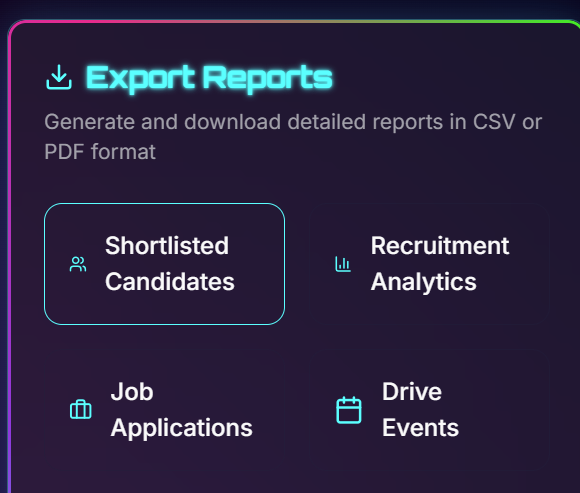 Export Reports
Generate and download detailed reports in CSV or
PDF format
Shortlisted
Candidates
Recruitment
Analytics
Job
Applications
Drive
Events